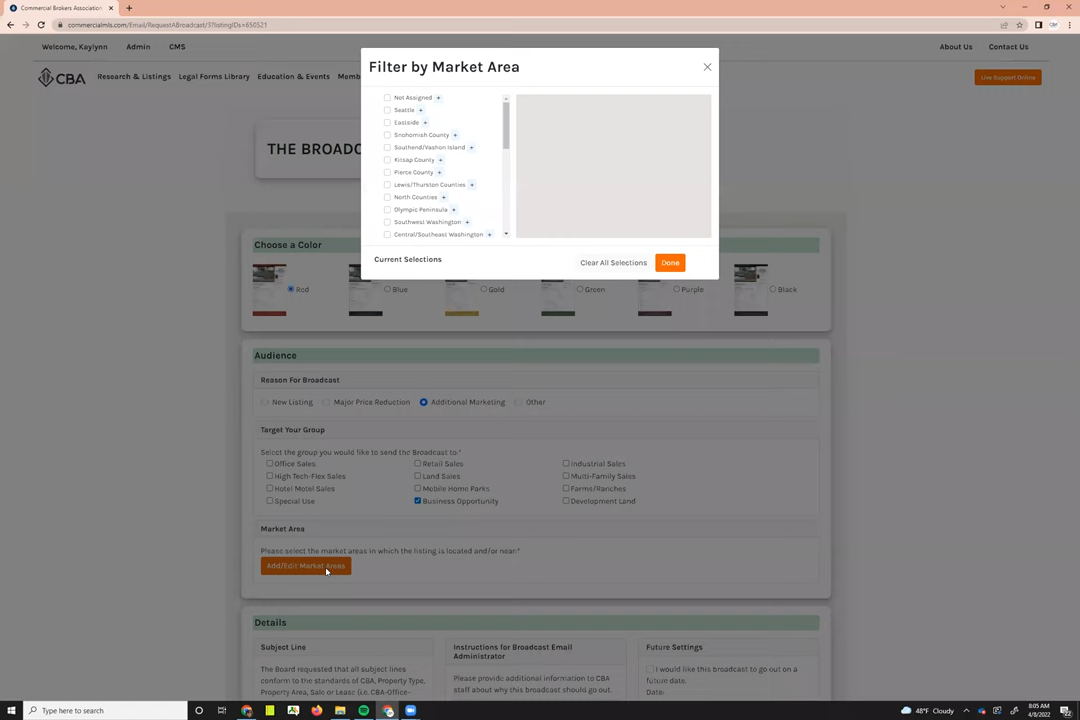 Commercial Brokers Association
commercialmls.com/Email/RequestABroadcast/3?listingIDs=650521
Welcome, Kaylynn Admin CMS About Us Contact Us
CBA Research & Listings Legal Forms Library Education & Events Live Support Online
THE BROAD
Filter by Market Area
Not Assigned +
Seattle +
Eastside +
Snohomish County +
Southend/Vashon Island +
Kitsap County +
Pierce County +
Lewis/Thurston Counties +
North Counties +
Olympic Peninsula +
Southwest Washington +
Central/Southeast Washington +
Current Selections Clear All Selections Done
Choose a Color
Red Blue Gold Green Purple Black
Audience
Reason For Broadcast
New Listing Major Price Reduction Additional Marketing Other
Target Your Group
Select the group you would like to send the Broadcast to:*
Office Sales Retail Sales Industrial Sales
High Tech-Flex Sales Land Sales Multi-Family Sales
Hotel Motel Sales Mobile Home Parks Farms/Ranches
Special Use Business Opportunity Development Land
Market Area
Please select the market areas in which the listing is located and/or near:*
Add/Edit Market Areas
Details
Subject Line
The Board requested that all subject lines
conform to the standards of CBA, Property Type,
Property Area, Sale or Lease (i.e. CBA-Office-
Instructions for Broadcast Email
Administrator
Please provide additional information to CBA
staff about why this broadcast should go out.
Future Settings
I would like this broadcast to go out on a
future date.
Date:
Type here to search
48°F Cloudy
8:05 AM
4/8/2022